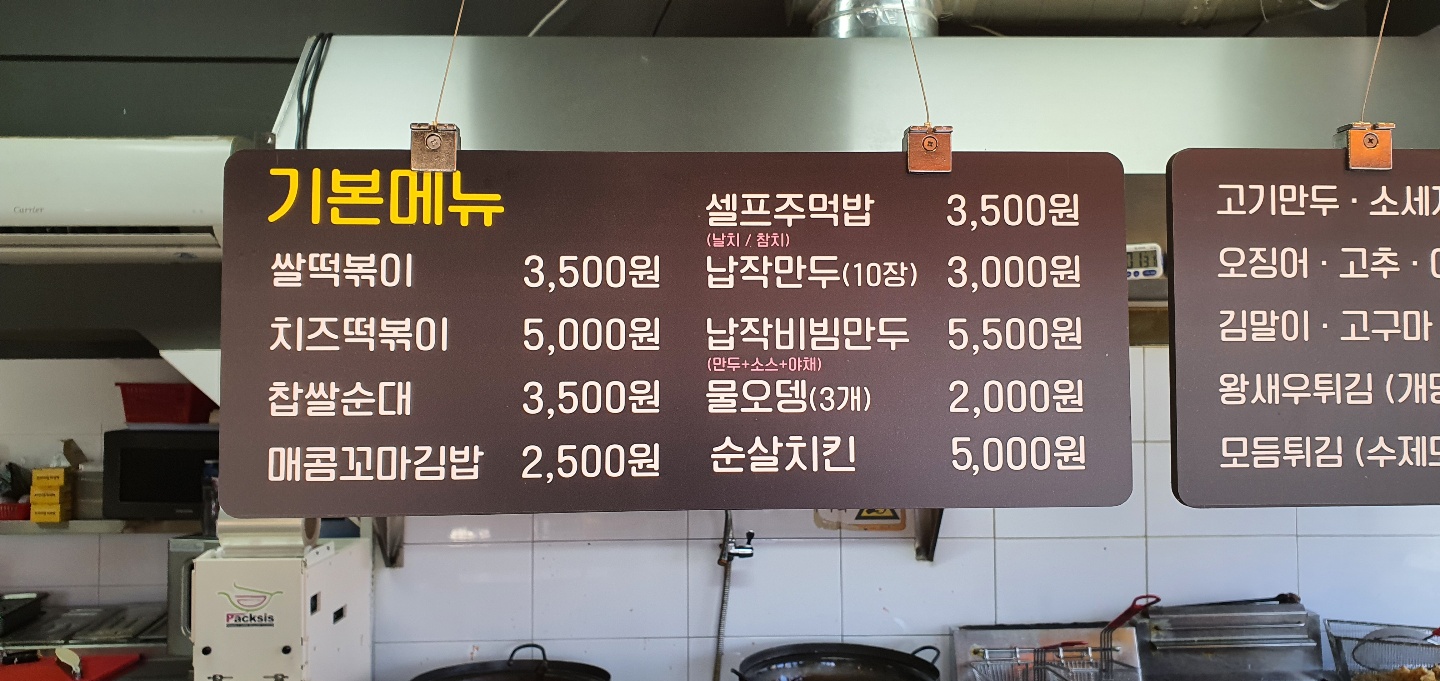 기본메뉴
쌀떡볶이 3,500원
치즈떡볶이 5,000원
찹쌀순대 3,500원
매콤꼬마김밥 2,500원
셀프주먹밥 3,500원
(날치 / 참치)
납작만두(10장) 3,000원
납작비빔만두 5,500원
(만두+소스+야채)
물오뎅(3개) 2,000원
순살치킨 5,000원
고기만두 · 소세
오징어 · 고추 ·
김말이 · 고구마
왕새우튀김 (개당
모듬튀김 (수제모
Carrier
Packsis